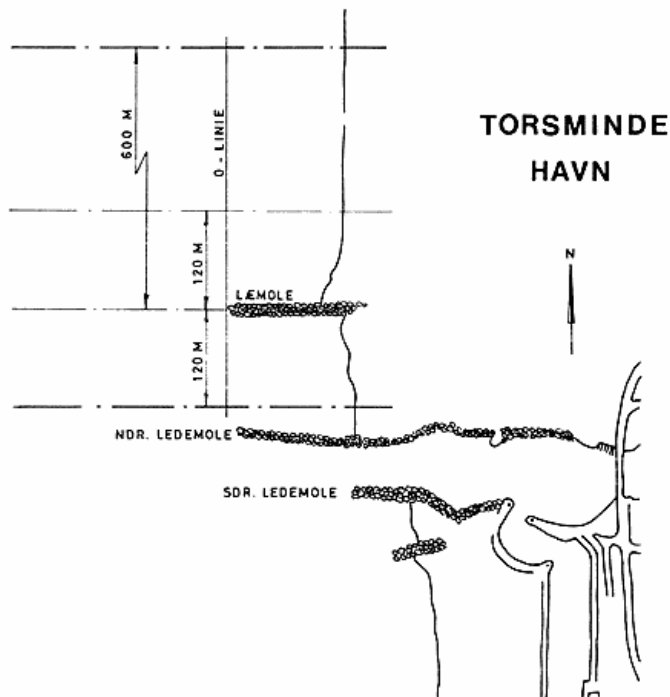 TORSMINDE
HAVN
N
600 M
0 - LINIE
120 M
LÆMOLE
120 M
NDR. LEDEMOLE
SDR. LEDEMOLE